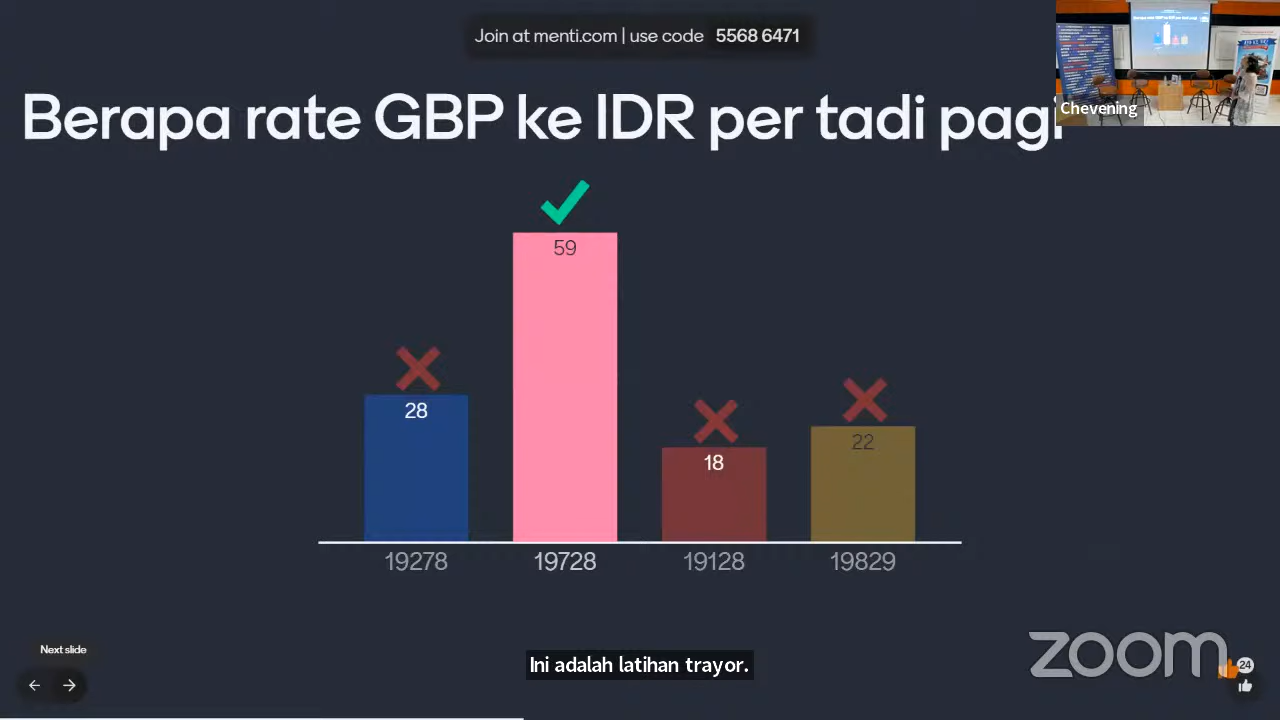 Join at menti.com | use code 5568 6471
Berapa rate GBP ke IDR per tadi pagi
Chevening
59
28
18
22
19278 19728 19128 19829
Next slide
Ini adalah latihan trayor.
zoom
24